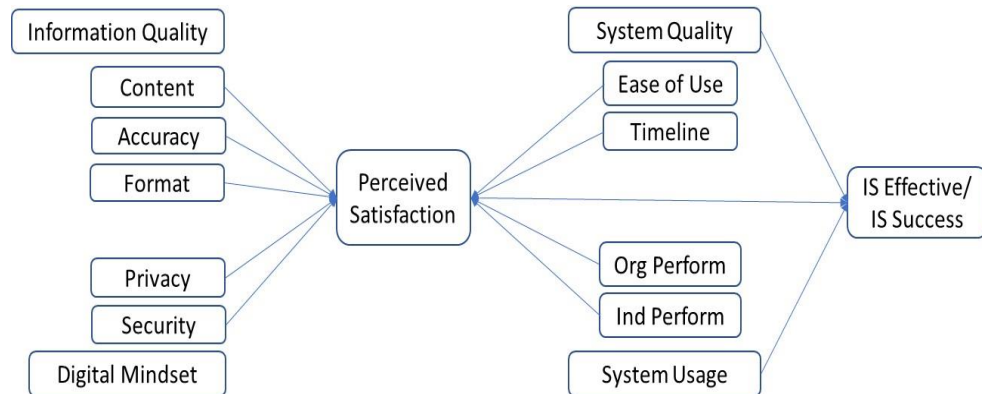 Information Quality
Content
Accuracy
Format
Privacy
Security
Digital Mindset
Perceived
Satisfaction
System Quality
Ease of Use
Timeline
Org Perform
Ind Perform
System Usage
IS Effective/
IS Success